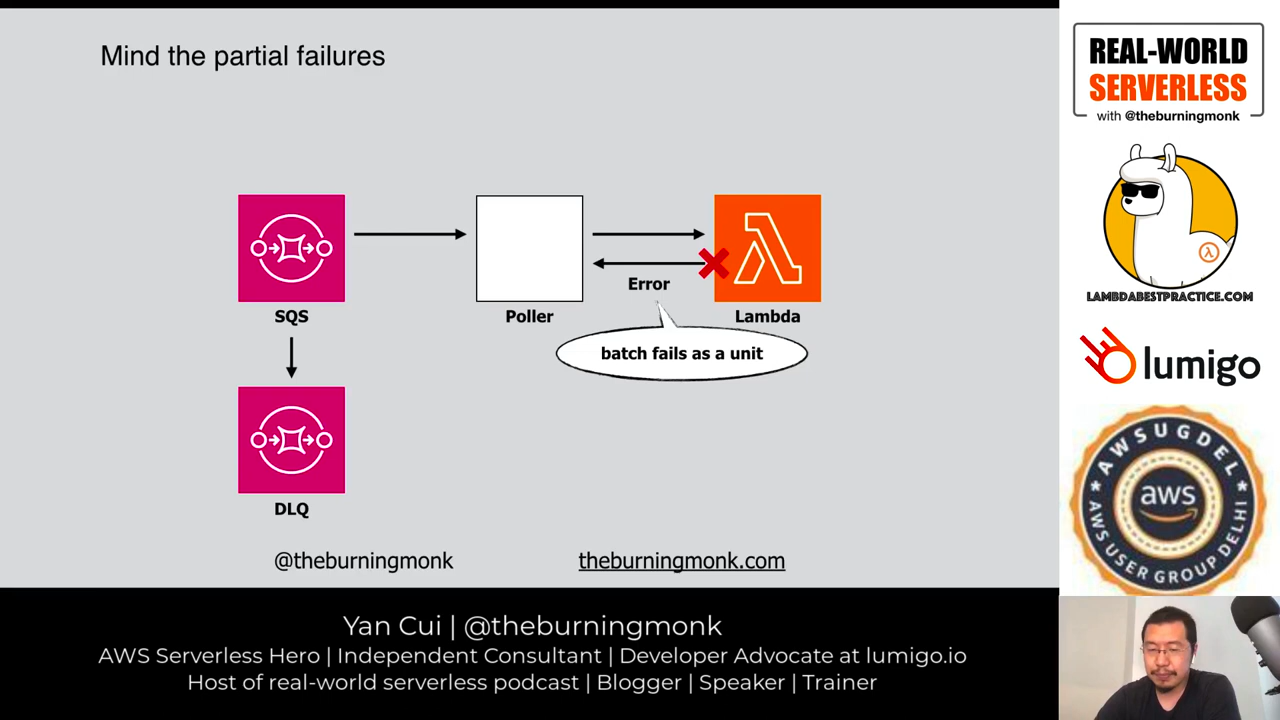 Mind the partial failures
SQS
Poller
Error
Lambda
batch fails as a unit
DLQ
@theburningmonk
theburningmonk.com
Yan Cui | @theburningmonk
AWS Serverless Hero | Independent Consultant | Developer Advocate at lumigo.io
Host of real-world serverless podcast | Blogger | Speaker | Trainer
REAL-WORLD
SERVERLESS
with @theburningmonk
λ
LAMBDABESTPRACTICE.COM
lumigo
AWSUGDEL
aws
AWS USER GROUP DELHI